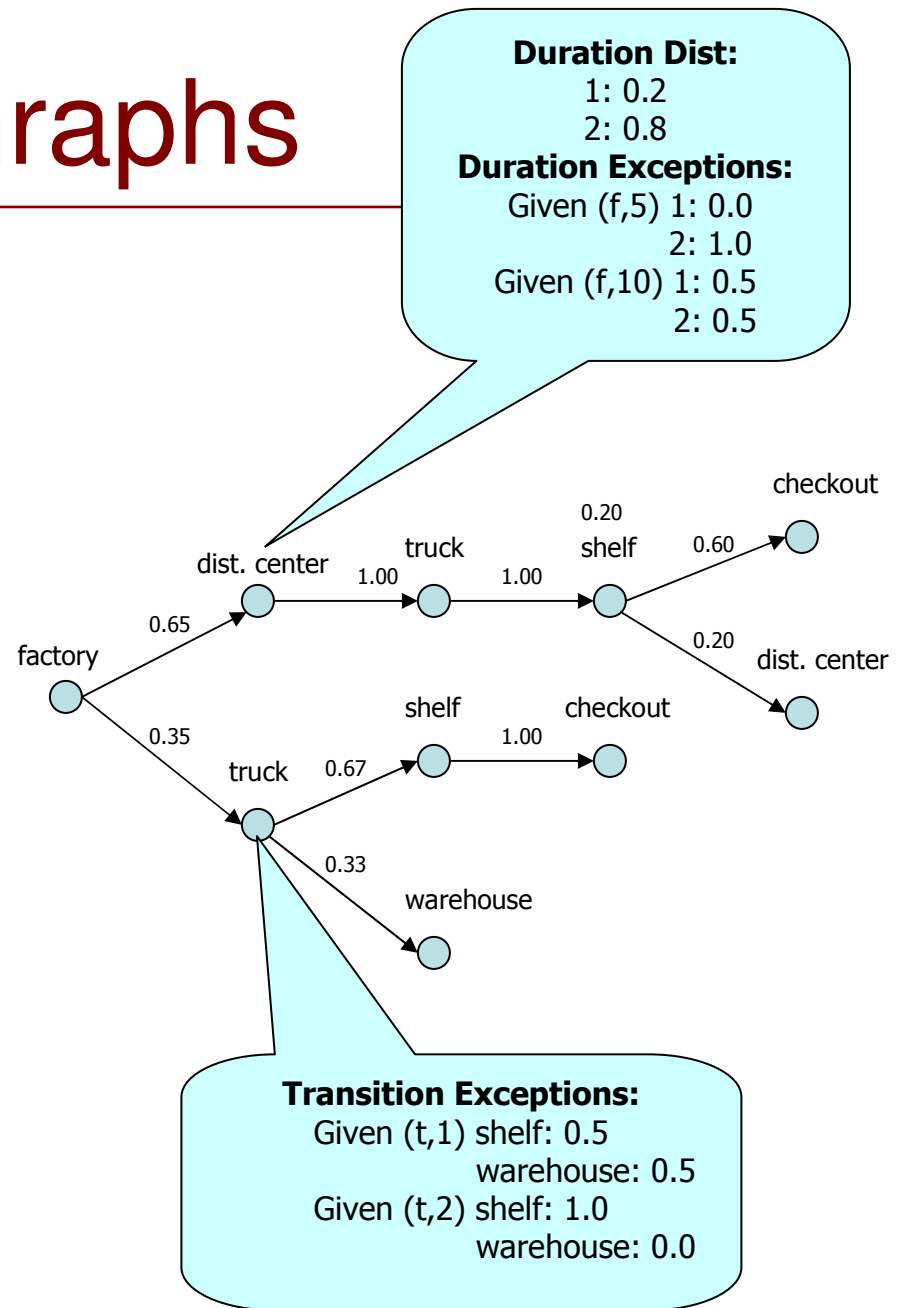 raphs
Duration Dist:
1: 0.2
2: 0.8
Duration Exceptions:
Given (f,5) 1: 0.0
2: 1.0
Given (f,10) 1: 0.5
2: 0.5
checkout
0.20
truck
shelf
0.60
dist. center
1.00
1.00
0.65
0.20
factory
dist. center
shelf
checkout
0.35
1.00
truck
0.67
0.33
warehouse
Transition Exceptions:
Given (t,1) shelf: 0.5
warehouse: 0.5
Given (t,2) shelf: 1.0
warehouse: 0.0